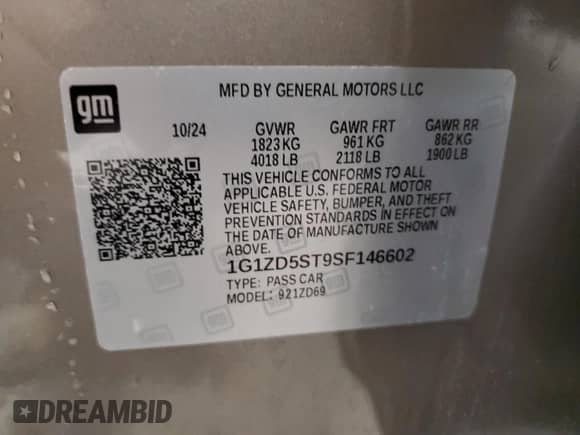 gm
MFD BY GENERAL MOTORS LLC
10/24 GVWR GAWR FRT GAWR RR
1823 KG 961 KG 862 KG
4018 LB 2118 LB 1900 LB
THIS VEHICLE CONFORMS TO ALL
APPLICABLE U.S. FEDERAL MOTOR
VEHICLE SAFETY, BUMPER, AND THEFT
PREVENTION STANDARDS IN EFFECT ON
THE DATE OF MANUFACTURE SHOWN
ABOVE.
1G1ZD5ST9SF146602
TYPE: PASS CAR
MODEL: 921ZD69
DREAMBID